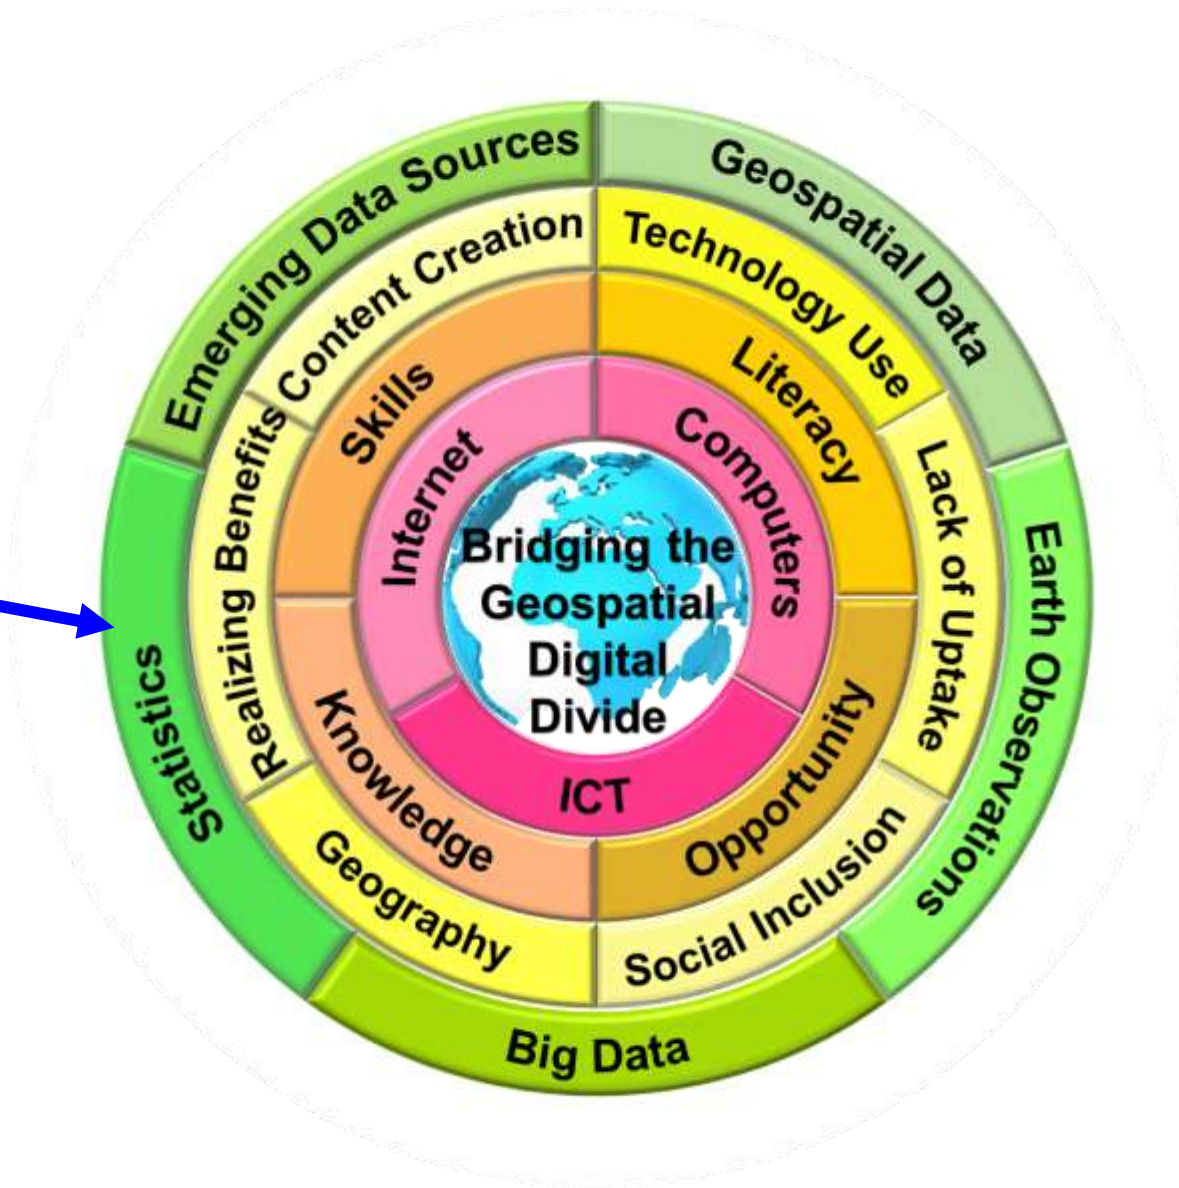 Emerging Data Sources
Geospatial Data
Earth Observations
Big Data
Statistics
Content Creation
Technology Use
Lack of Uptake
Social Inclusion
Geography
Realizing Benefits
Skills
Literacy
Opportunity
Knowledge
Internet
Computers
ICT
Bridging the
Geospatial
Digital
Divide